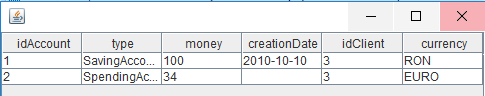 idAccount type money creationDate idClient currency
1 SavingAcco... 100 2010-10-10 3 RON
2 SpendingAc... 34 3 EURO